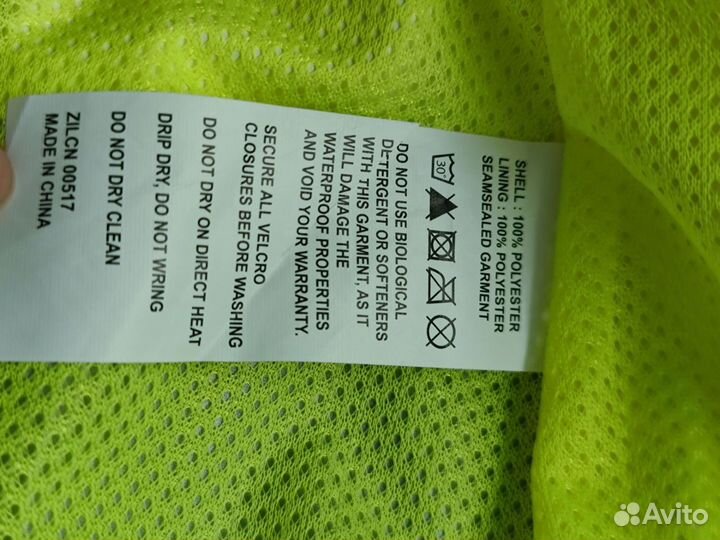 SHELL : 100% POLYESTER
LINING : 100% POLYESTER
SEAMSEALED GARMENT
30°
DO NOT USE BIOLOGICAL
DETERGENT OR SOFTENERS
WITH THIS GARMENT, AS IT
WILL DAMAGE THE
WATERPROOF PROPERTIES
AND VOID YOUR WARRANTY.
SECURE ALL VELCRO
CLOSURES BEFORE WASHING
DO NOT DRY ON DIRECT HEAT
DRIP DRY, DO NOT WRING
DO NOT DRY CLEAN
ZILCN 00517
MADE IN CHINA
Avito